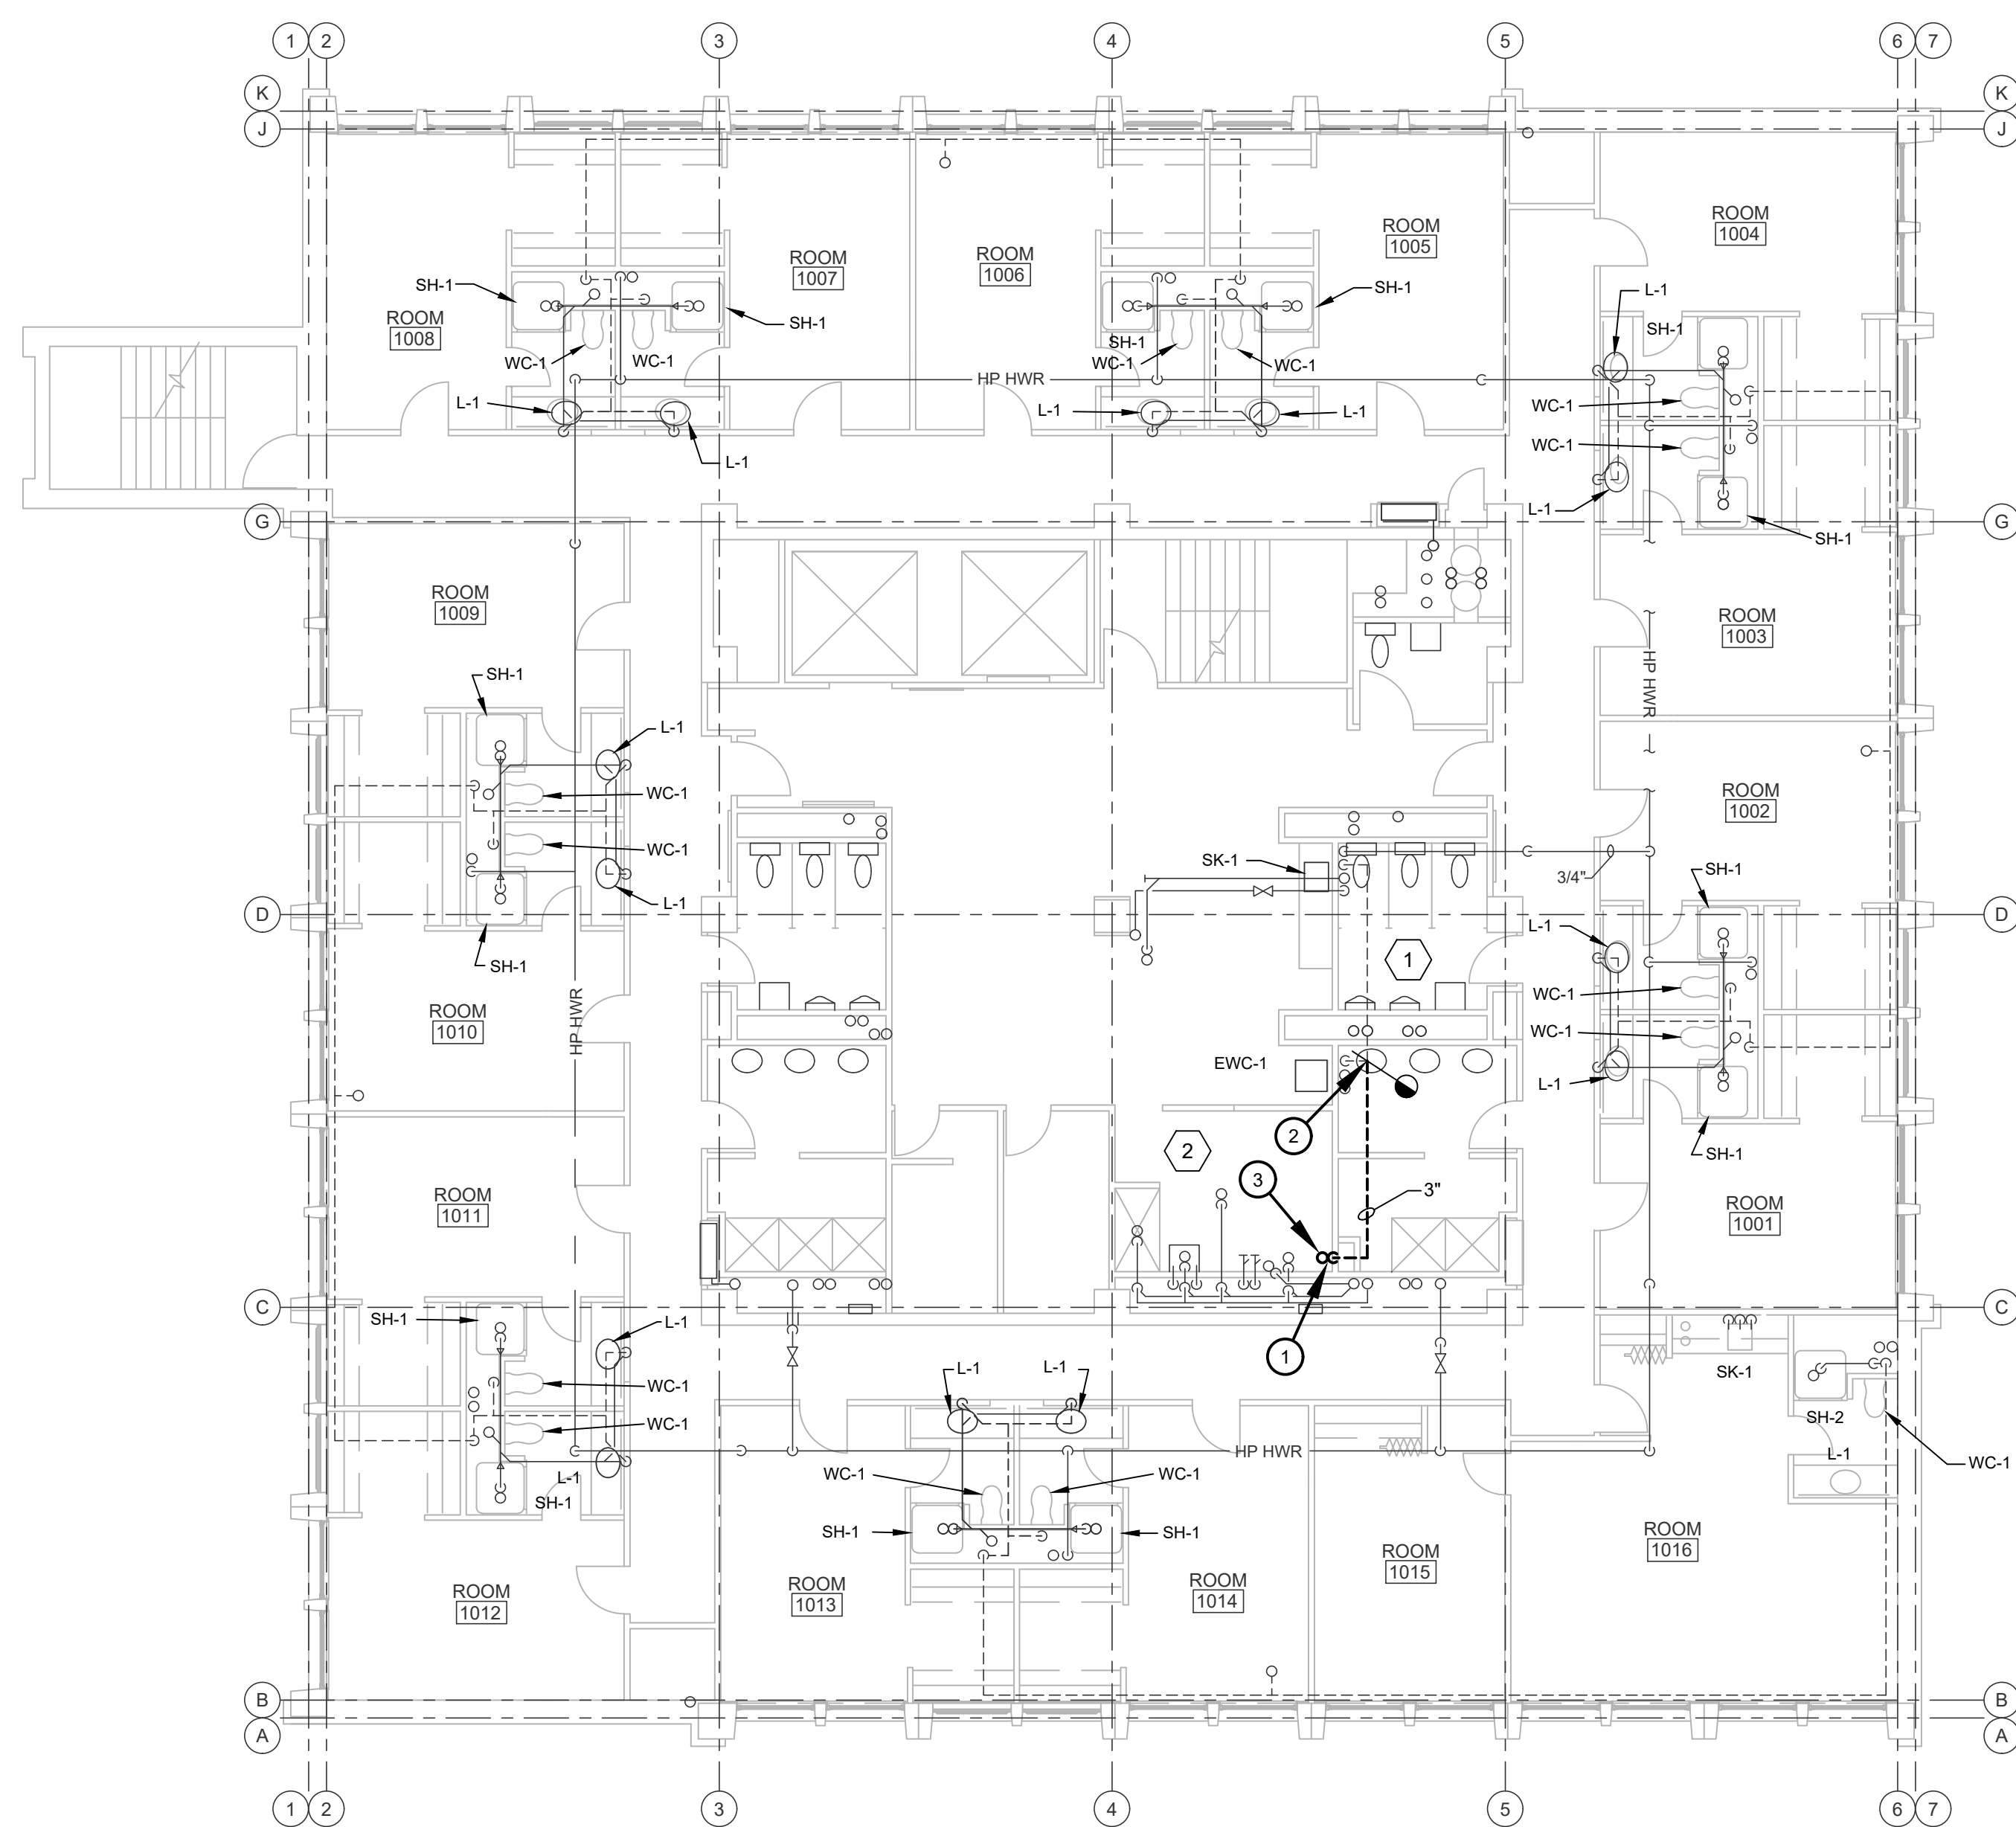 1 2 3 4 5 6 7
K K
J J
ROOM
1004
ROOM
1005
ROOM
1007
ROOM
1006
SH-1
SH-1
L-1
ROOM
1008
SH-1
SH-1
SH-1
WC-1
WC-1
WC-1
WC-1
HP HWR
L-1
L-1
L-1
WC-1
WC-1
L-1
L-1
G G
SH-1
ROOM
1009
ROOM
1003
SH-1
HP HWR
L-1
WC-1
ROOM
1002
WC-1
SK-1
3/4"
SH-1
L-1
D D
L-1
SH-1
1
WC-1
ROOM
1010
HP HWR
WC-1
EWC-1
L-1
2
2
SH-1
3
3"
ROOM
1011
ROOM
1001
C C
SH-1
L-1
1
L-1
L-1
SK-1
WC-1
SH-2
WC-1
HP HWR
L-1
WC-1
WC-1
WC-1
L-1
SH-1
SH-1
SH-1
ROOM
1016
ROOM
1015
ROOM
1012
ROOM
1013
ROOM
1014
B B
A A
1 2 3 4 5 6 7